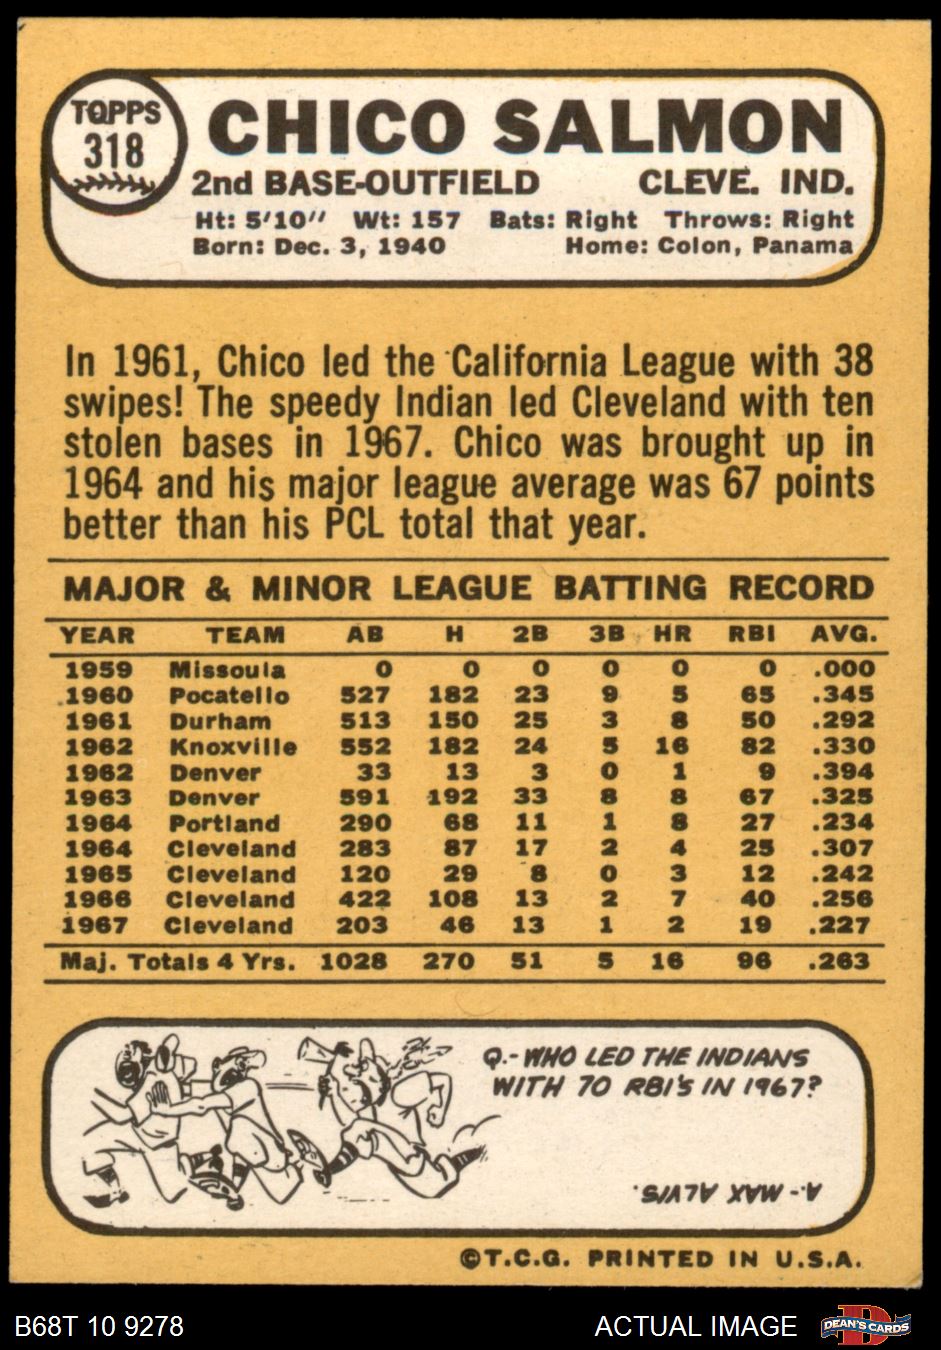 TOPPS
318
CHICO SALMON
2nd BASE-OUTFIELD CLEVE. IND.
Ht: 5'10" Wt: 157 Bats: Right Throws: Right
Born: Dec. 3, 1940 Home: Colon, Panama
In 1961, Chico led the California League with 38
swipes! The speedy Indian led Cleveland with ten
stolen bases in 1967. Chico was brought up in
1964 and his major league average was 67 points
better than his PCL total that year.
MAJOR & MINOR LEAGUE BATTING RECORD
YEAR TEAM AB H 2B 3B HR RBI AVG.
1959 Missoula 0 0 0 0 0 0 .000
1960 Pocatello 527 182 23 9 5 65 .345
1961 Durham 513 150 25 3 8 50 .292
1962 Knoxville 552 182 24 5 16 82 .330
1962 Denver 33 13 3 0 1 9 .394
1963 Denver 591 192 33 8 8 67 .325
1964 Portland 290 68 11 1 8 27 .234
1964 Cleveland 283 87 17 2 4 25 .307
1965 Cleveland 120 29 8 0 3 12 .242
1966 Cleveland 422 108 13 2 7 40 .256
1967 Cleveland 203 46 13 1 2 19 .227
Maj. Totals 4 Yrs. 1028 270 51 5 16 96 .263
Q.-WHO LED THE INDIANS
WITH 70 RBI'S IN 1967?
A-MAX ALVIS.
©T.C.G. PRINTED IN U.S.A.
B68T 10 9278 ACTUAL IMAGE DEAN'S CARDS